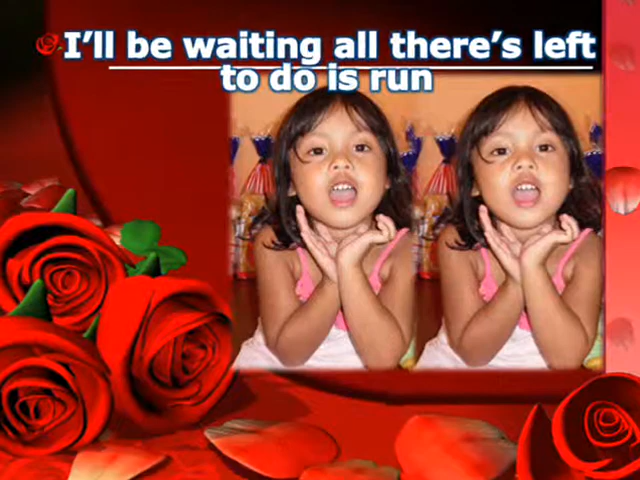 I'll be waiting all there's left
to do is run